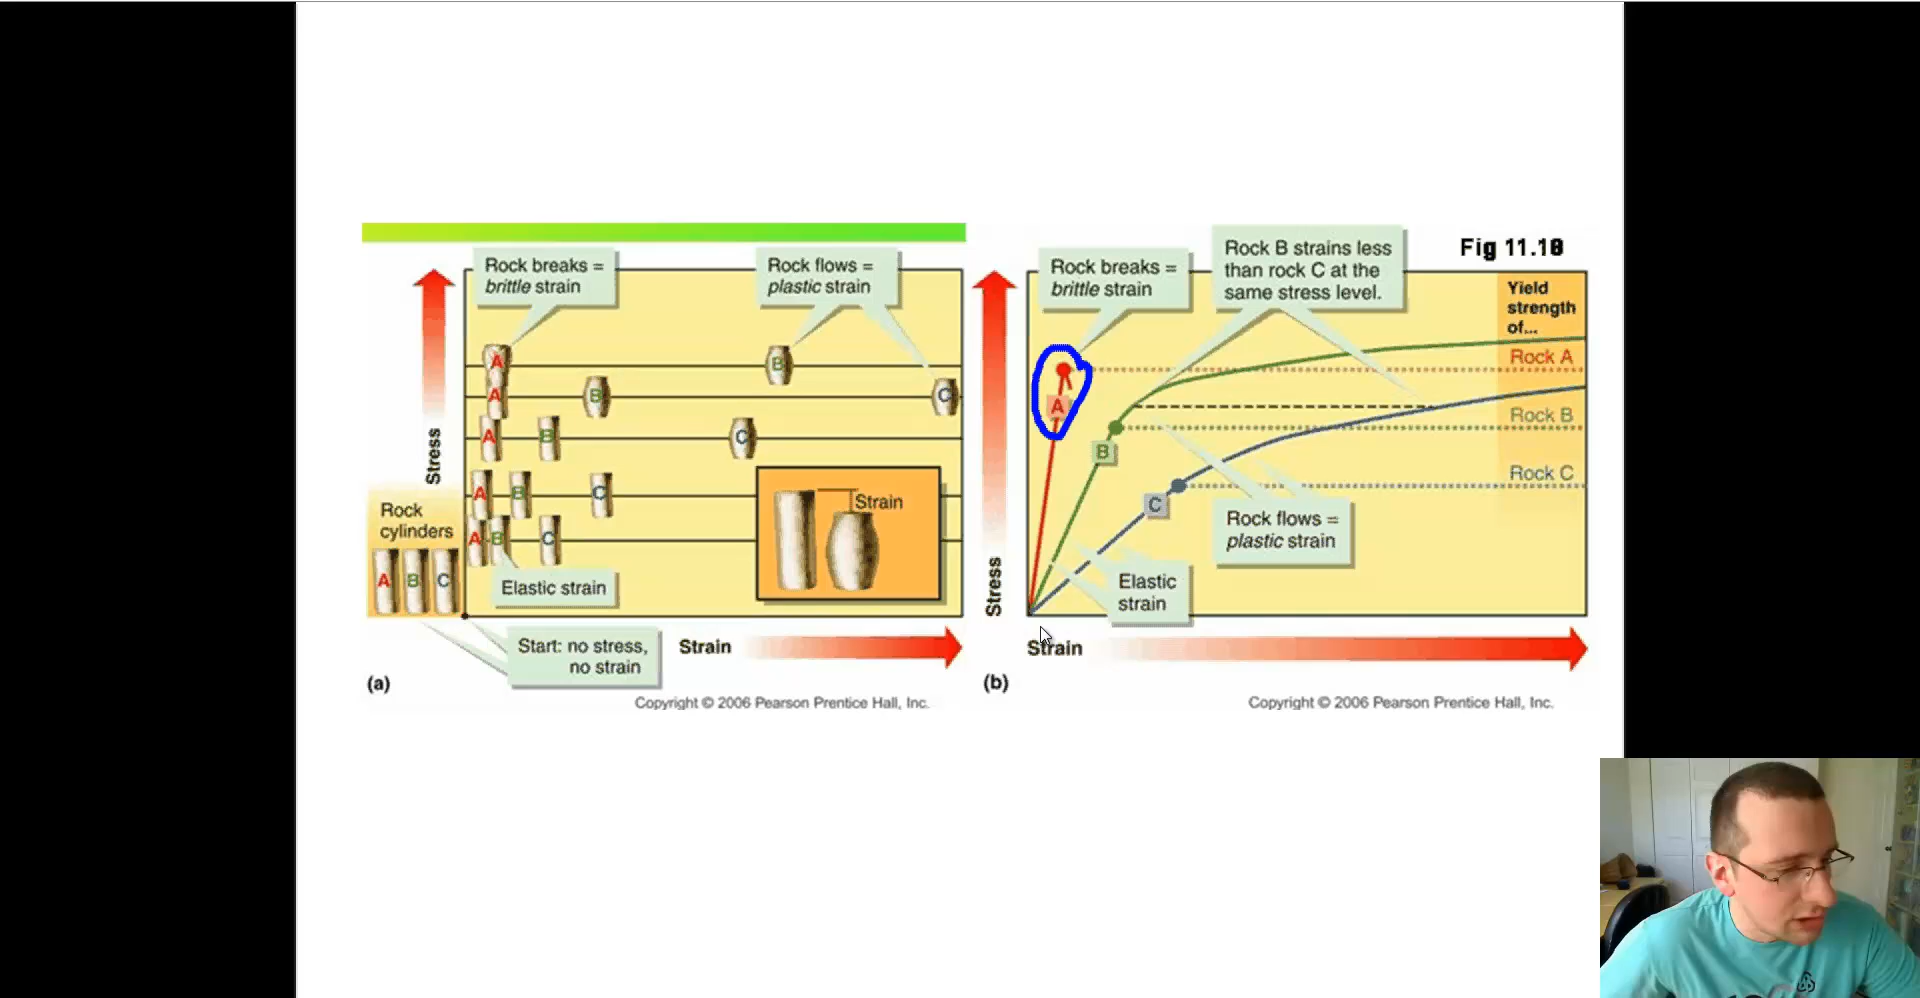 Rock breaks =
brittle strain
Rock flows =
plastic strain
A
B
A
B
C
A
B
C
A
B
C
A
B
C
Stress
Rock
cylinders
A B C
Elastic strain
Strain
Start: no stress,
no strain
Strain
(a)
Copyright © 2006 Pearson Prentice Hall, Inc.
Fig 11.10
Rock breaks =
brittle strain
Rock B strains less
than rock C at the
same stress level.
Yield
strength
of...
Rock A
Rock B
Rock C
A
B
C
Rock flows =
plastic strain
Elastic
strain
Stress
Strain
(b)
Copyright © 2006 Pearson Prentice Hall, Inc.